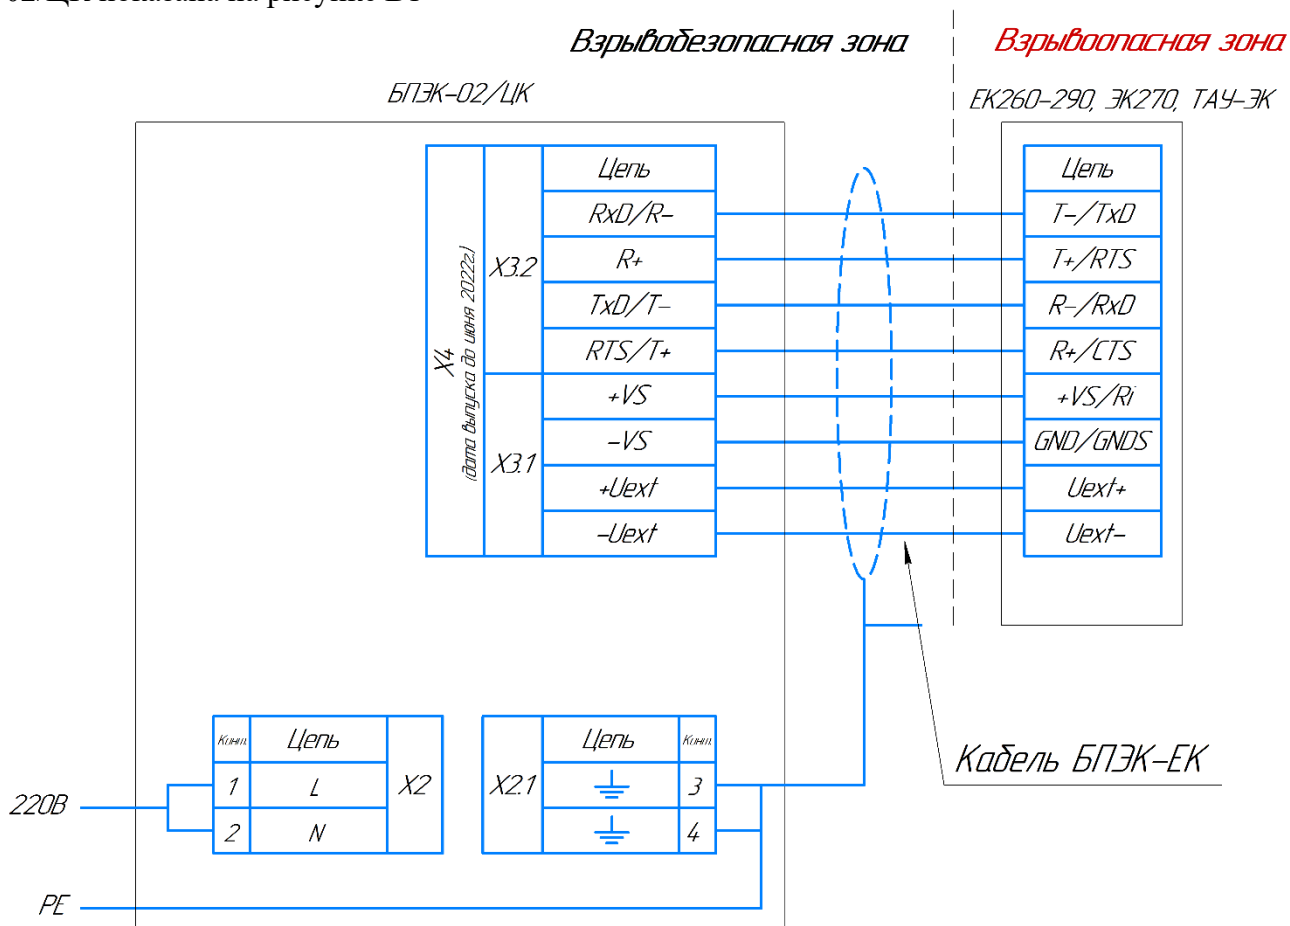 Взрывобезопасная зона
Взрывоопасная зона
БПЭК-02/ЦК
ЕК260-290, ЭК270, ТАУ-ЭК
X4
(дата выпуска до июня 2022г.)
X3.2
X3.1
Цепь
RxD/R-
R+
TxD/T-
RTS/T+
+VS
-VS
+Uext
-Uext
Цепь
T-/TxD
T+/RTS
R-/RxD
R+/CTS
+VS/Ri
GND/GNDS
Uext+
Uext-
Кабель БПЭК-ЕК
220В
PE
Конт. Цепь
1 L
2 N
X2
X2.1
Цепь Конт.
3
4